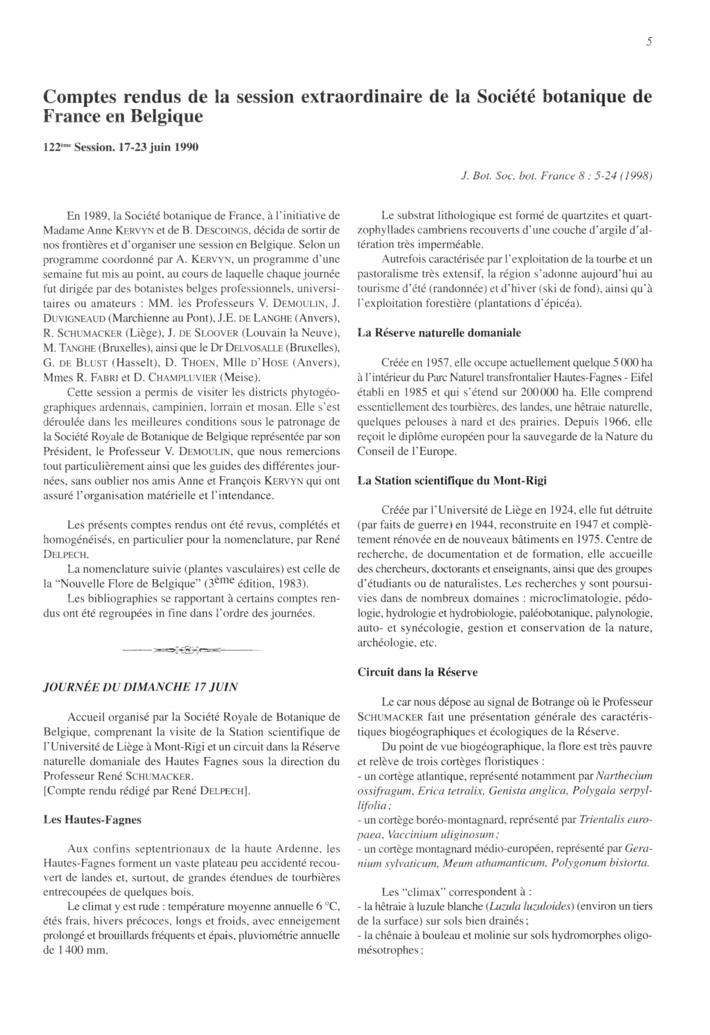 5
Comptes rendus de la session extraordinaire de la Société botanique de
France en Belgique
122ème Session. 17-23 juin 1990
J. Bot. Soc. bot. France 8 : 5-24 (1998)
En 1989, la Société botanique de France, à l'initiative de
Madame Anne KERVYN et de B. DESCOINGS, décida de sortir de
nos frontières et d'organiser une session en Belgique. Selon un
programme coordonné par A. KERVYN, un programme d'une
semaine fut mis au point, au cours de laquelle chaque journée
fut dirigée par des botanistes belges professionnels, universi-
taires ou amateurs : MM. les Professeurs V. DEMOULIN, J.
DUVIGNEAUD (Marchienne au Pont), J.E. DE LANGHE (Anvers),
R. SCHUMACKER (Liège), J. DE SLOOVER (Louvain la Neuve),
M. TANGHE (Bruxelles), ainsi que le Dr DELVOSALLE (Bruxelles),
G. DE BLUST (Hasselt), D. THOEN, Mlle D'HOSE (Anvers),
Mmes R. FABRI et D. CHAMPLUVIER (Meise).
Cette session a permis de visiter les districts phytogéo-
graphiques ardennais, campinien, lorrain et mosan. Elle s'est
déroulée dans les meilleures conditions sous le patronage de
la Société Royale de Botanique de Belgique représentée par son
Président, le Professeur V. DEMOULIN, que nous remercions
tout particulièrement ainsi que les guides des différentes jour-
nées, sans oublier nos amis Anne et François KERVYN qui ont
assuré l'organisation matérielle et l'intendance.
Les présents comptes rendus ont été revus, complétés et
homogénéisés, en particulier pour la nomenclature, par René
DELPECH.
La nomenclature suivie (plantes vasculaires) est celle de
la "Nouvelle Flore de Belgique" (3ème édition, 1983).
Les bibliographies se rapportant à certains comptes ren-
dus ont été regroupées in fine dans l'ordre des journées.
JOURNÉE DU DIMANCHE 17 JUIN
Accueil organisé par la Société Royale de Botanique de
Belgique, comprenant la visite de la Station scientifique de
l'Université de Liège à Mont-Rigi et un circuit dans la Réserve
naturelle domaniale des Hautes Fagnes sous la direction du
Professeur René SCHUMACKER.
[Compte rendu rédigé par René DELPECH].
Les Hautes-Fagnes
Aux confins septentrionaux de la haute Ardenne, les
Hautes-Fagnes forment un vaste plateau peu accidenté recou-
vert de landes et, surtout, de grandes étendues de tourbières
entrecoupées de quelques bois.
Le climat y est rude : température moyenne annuelle 6 °C,
étés frais, hivers précoces, longs et froids, avec enneigement
prolongé et brouillards fréquents et épais, pluviométrie annuelle
de 1 400 mm.
Le substrat lithologique est formé de quartzites et quart-
zophyllades cambriens recouverts d'une couche d'argile d'al-
tération très imperméable.
Autrefois caractérisée par l'exploitation de la tourbe et un
pastoralisme très extensif, la région s'adonne aujourd'hui au
tourisme d'été (randonnée) et d'hiver (ski de fond), ainsi qu'à
l'exploitation forestière (plantations d'épicéa).
La Réserve naturelle domaniale
Créée en 1957, elle occupe actuellement quelque 5 000 ha
à l'intérieur du Parc Naturel transfrontalier Hautes-Fagnes - Eifel
établi en 1985 et qui s'étend sur 200 000 ha. Elle comprend
essentiellement des tourbières, des landes, une hêtraie naturelle,
quelques pelouses à nard et des prairies. Depuis 1966, elle
reçoit le diplôme européen pour la sauvegarde de la Nature du
Conseil de l'Europe.
La Station scientifique du Mont-Rigi
Créée par l'Université de Liège en 1924, elle fut détruite
(par faits de guerre) en 1944, reconstruite en 1947 et complè-
tement rénovée en de nouveaux bâtiments en 1975. Centre de
recherche, de documentation et de formation, elle accueille
des chercheurs, doctorants et enseignants, ainsi que des groupes
d'étudiants ou de naturalistes. Les recherches y sont poursui-
vies dans de nombreux domaines : microclimatologie, pédo-
logie, hydrologie et hydrobiologie, paléobotanique, palynologie,
auto- et synécologie, gestion et conservation de la nature,
archéologie, etc.
Circuit dans la Réserve
Le car nous dépose au signal de Botrange où le Professeur
SCHUMACKER fait une présentation générale des caractéris-
tiques biogéographiques et écologiques de la Réserve.
Du point de vue biogéographique, la flore est très pauvre
et relève de trois cortèges floristiques :
- un cortège atlantique, représenté notamment par Narthecium
ossifragum, Erica tetralix, Genista anglica, Polygala serpyl-
lifolia ;
- un cortège boréo-montagnard, représenté par Trientalis euro-
paea, Vaccinium uliginosum ;
- un cortège montagnard médio-européen, représenté par Gera-
nium sylvaticum, Meum athamanticum, Polygonum bistorta.
Les "climax" correspondent à :
- la hêtraie à luzule blanche (Luzula luzuloides) (environ un tiers
de la surface) sur sols bien drainés ;
- la chênaie à bouleau et molinie sur sols hydromorphes oligo-
mésotrophes ;